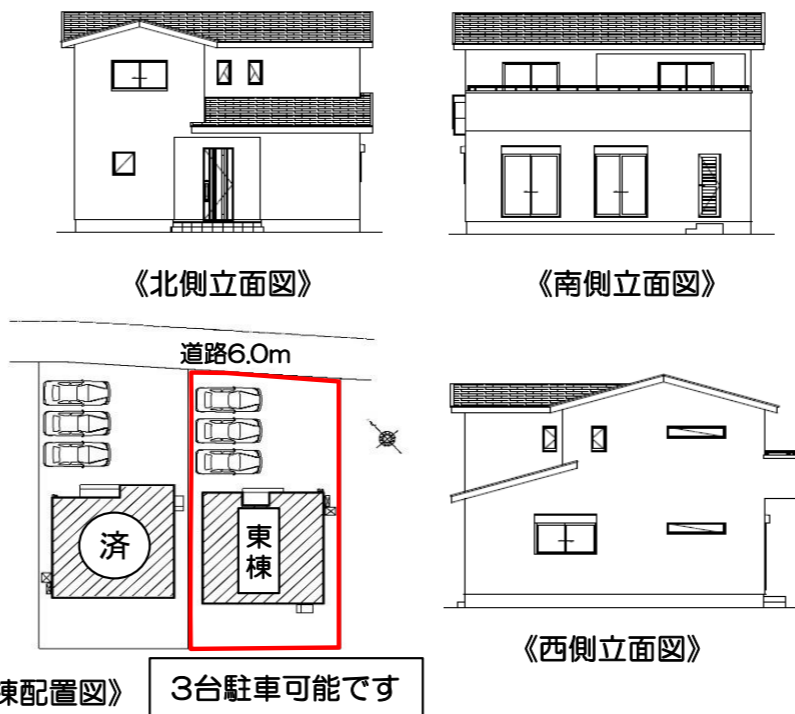 《北側立面図》
《南側立面図》
道路6.0m
済
東棟
《西側立面図》
棟配置図》
3台駐車可能です